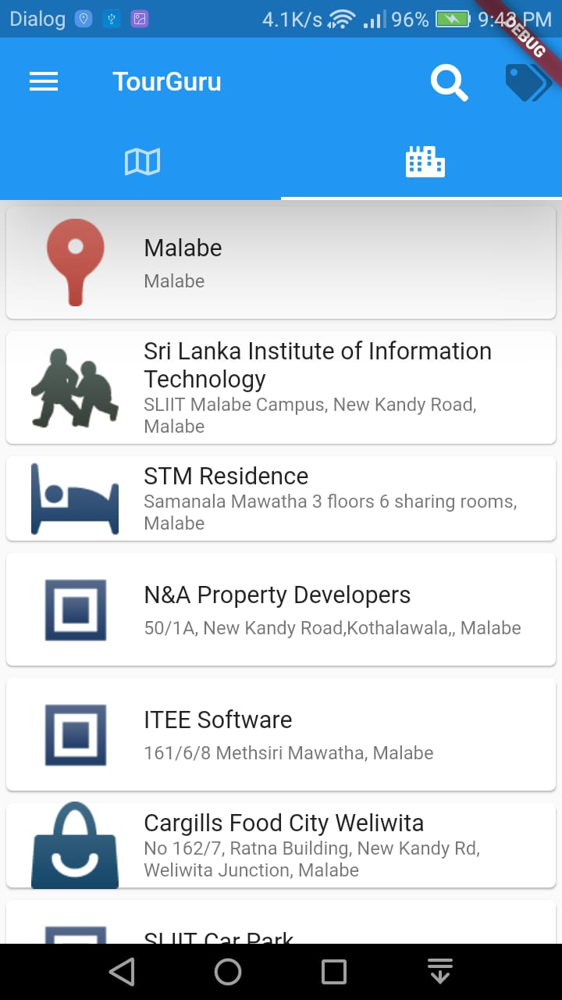 Dialog 4.1K/s 96% 9:43 PM
DEBUG
TourGuru
Malabe
Malabe
Sri Lanka Institute of Information
Technology
SLIIT Malabe Campus, New Kandy Road,
Malabe
STM Residence
Samanala Mawatha 3 floors 6 sharing rooms,
Malabe
N&A Property Developers
50/1A, New Kandy Road,Kothalawala,, Malabe
ITEE Software
161/6/8 Methsiri Mawatha, Malabe
Cargills Food City Weliwita
No 162/7, Ratna Building, New Kandy Rd,
Weliwita Junction, Malabe
SLIIT Car Park